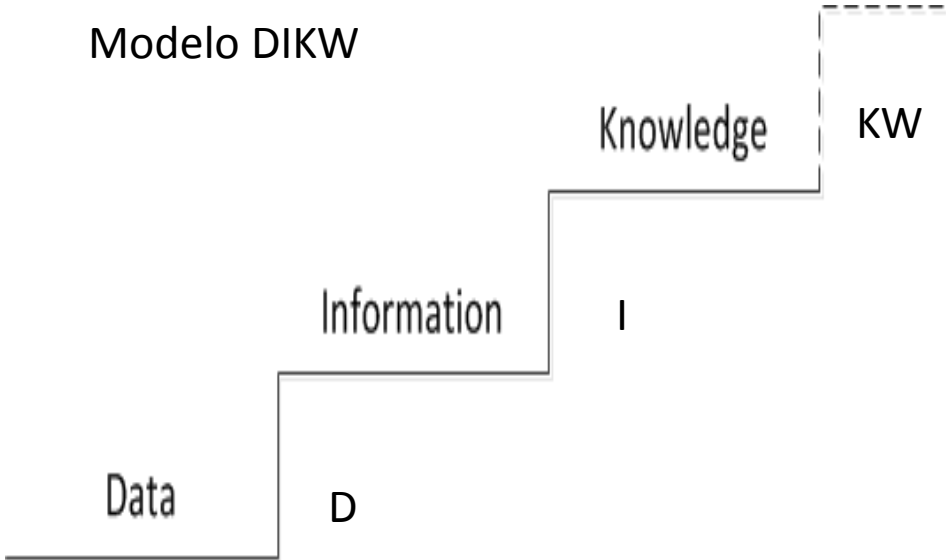 Modelo DIKW
Knowledge
KW
Information
I
Data
D